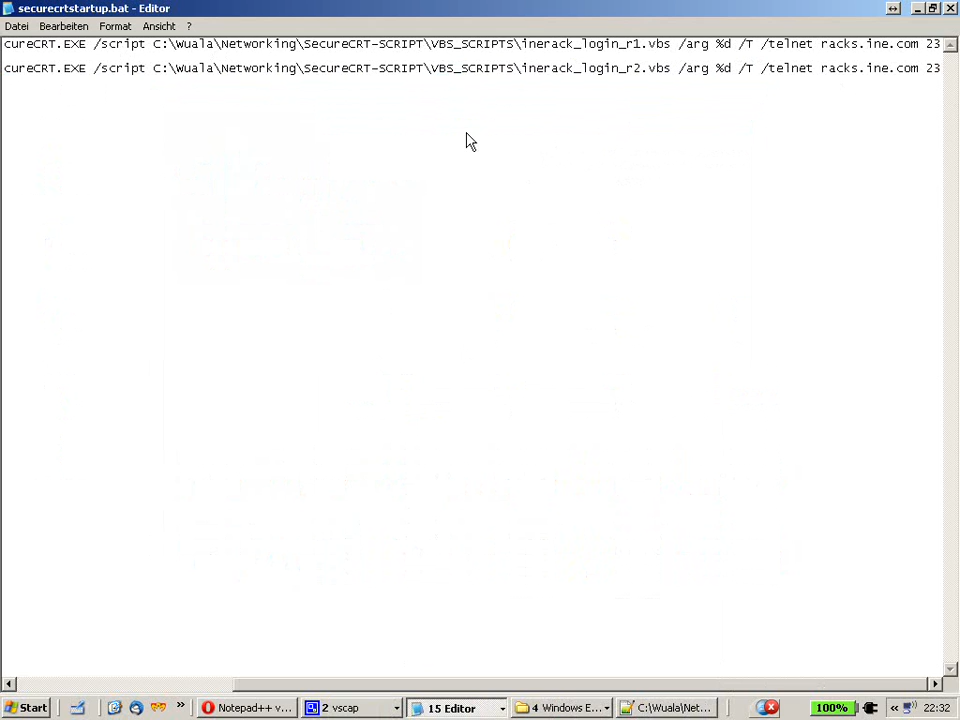 securecrtstartup.bat - Editor
Datei Bearbeiten Format Ansicht ?
cureCRT.EXE /script C:\Wuala\Networking\SecureCRT-SCRIPT\VBS_SCRIPTS\inerack_login_r1.vbs /arg %d /T /telnet racks.ine.com 23
cureCRT.EXE /script C:\Wuala\Networking\SecureCRT-SCRIPT\VBS_SCRIPTS\inerack_login_r2.vbs /arg %d /T /telnet racks.ine.com 23
Start » Notepad++ v... 2 vscap 15 Editor 4 Windows E... C:\Wuala\Net... 100% « 22:32